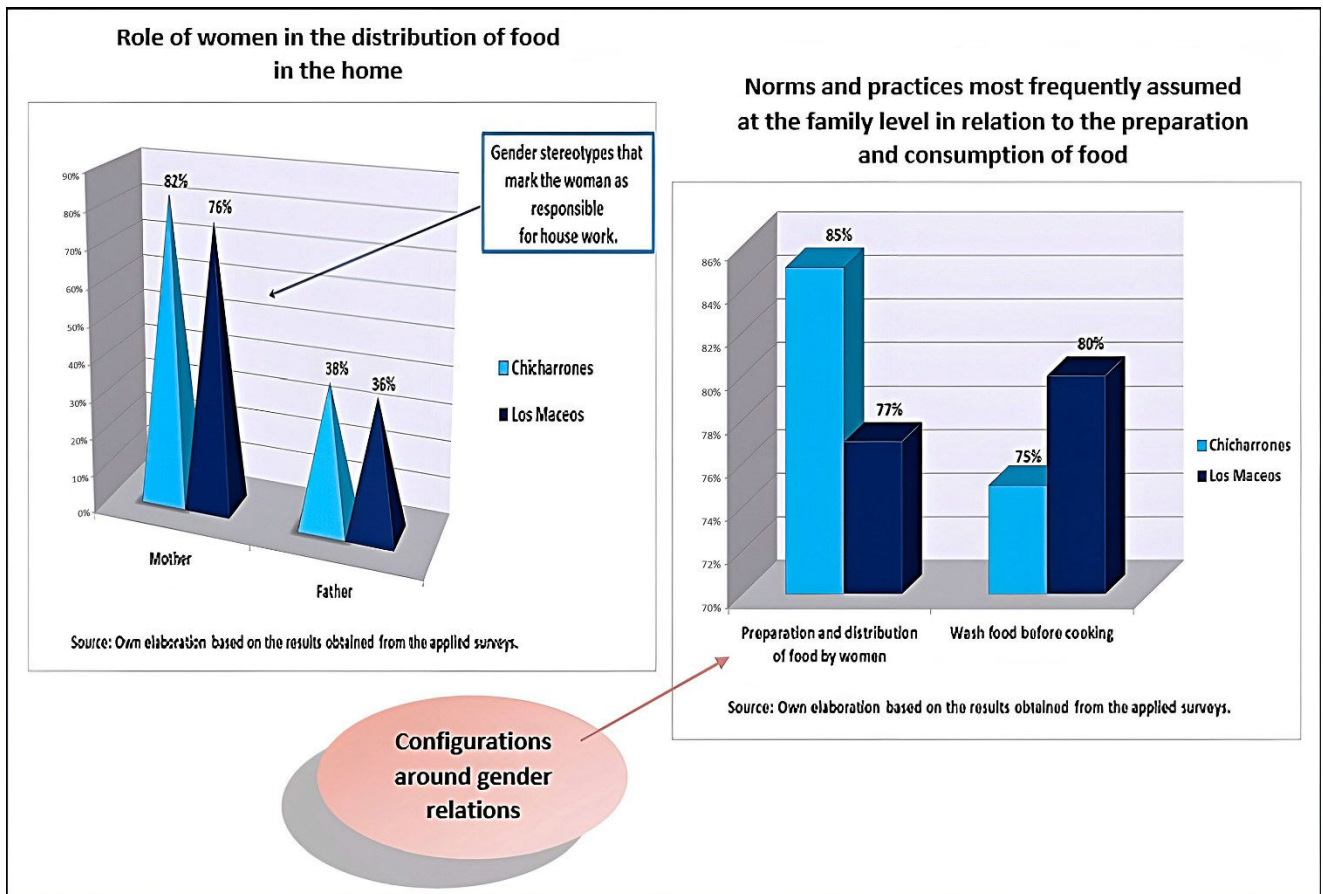 Role of women in the distribution of food
in the home
Gender stereotypes that
mark the woman as
responsible
for house work.
90%
80%
70%
60%
50%
40%
30%
20%
10%
0%
82%
76%
38%
36%
Chicharrones
Los Maceos
Mother
Father
Source: Own elaboration based on the results obtained from the applied surveys.
Norms and practices most frequently assumed
at the family level in relation to the preparation
and consumption of food
86%
84%
82%
80%
78%
76%
74%
72%
70%
85%
77%
75%
80%
Chicharrones
Los Maceos
Preparation and distribution
of food by women
Wash food before cooking
Source: Own elaboration based on the results obtained from the applied surveys.
Configurations
around gender
relations